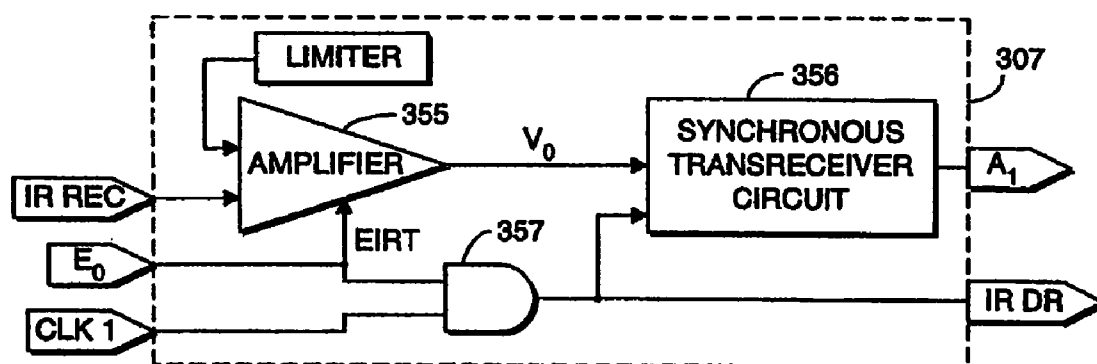 LIMITER
355
356
307
AMPLIFIER
V0
SYNCHRONOUS
TRANSRECEIVER
CIRCUIT
A1
IR REC
EIRT
357
E0
IR DR
CLK 1